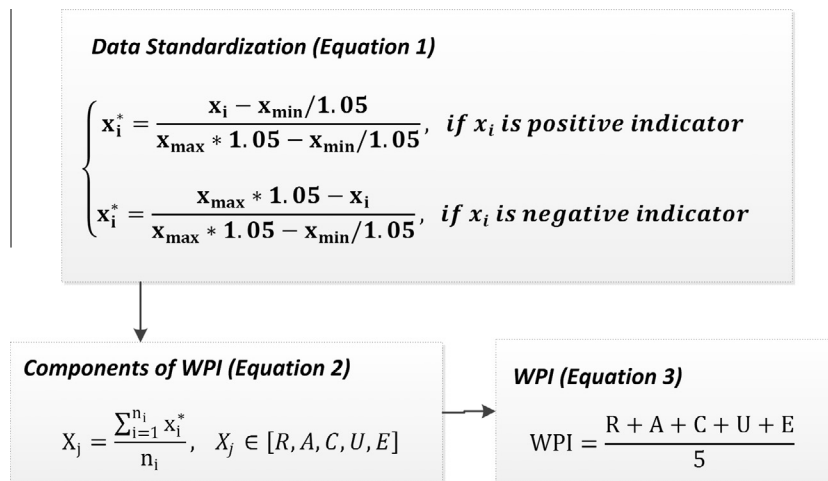 Data Standardization (Equation 1)
x_i^* = (x_i − x_min/1.05) / (x_max * 1.05 − x_min/1.05), if x_i is positive indicator
x_i^* = (x_max * 1.05 − x_i) / (x_max * 1.05 − x_min/1.05), if x_i is negative indicator
Components of WPI (Equation 2)
X_j = (∑_{i=1}^{n_i} x_i^*) / n_i, X_j ∈ [R, A, C, U, E]
WPI (Equation 3)
WPI = (R + A + C + U + E) / 5